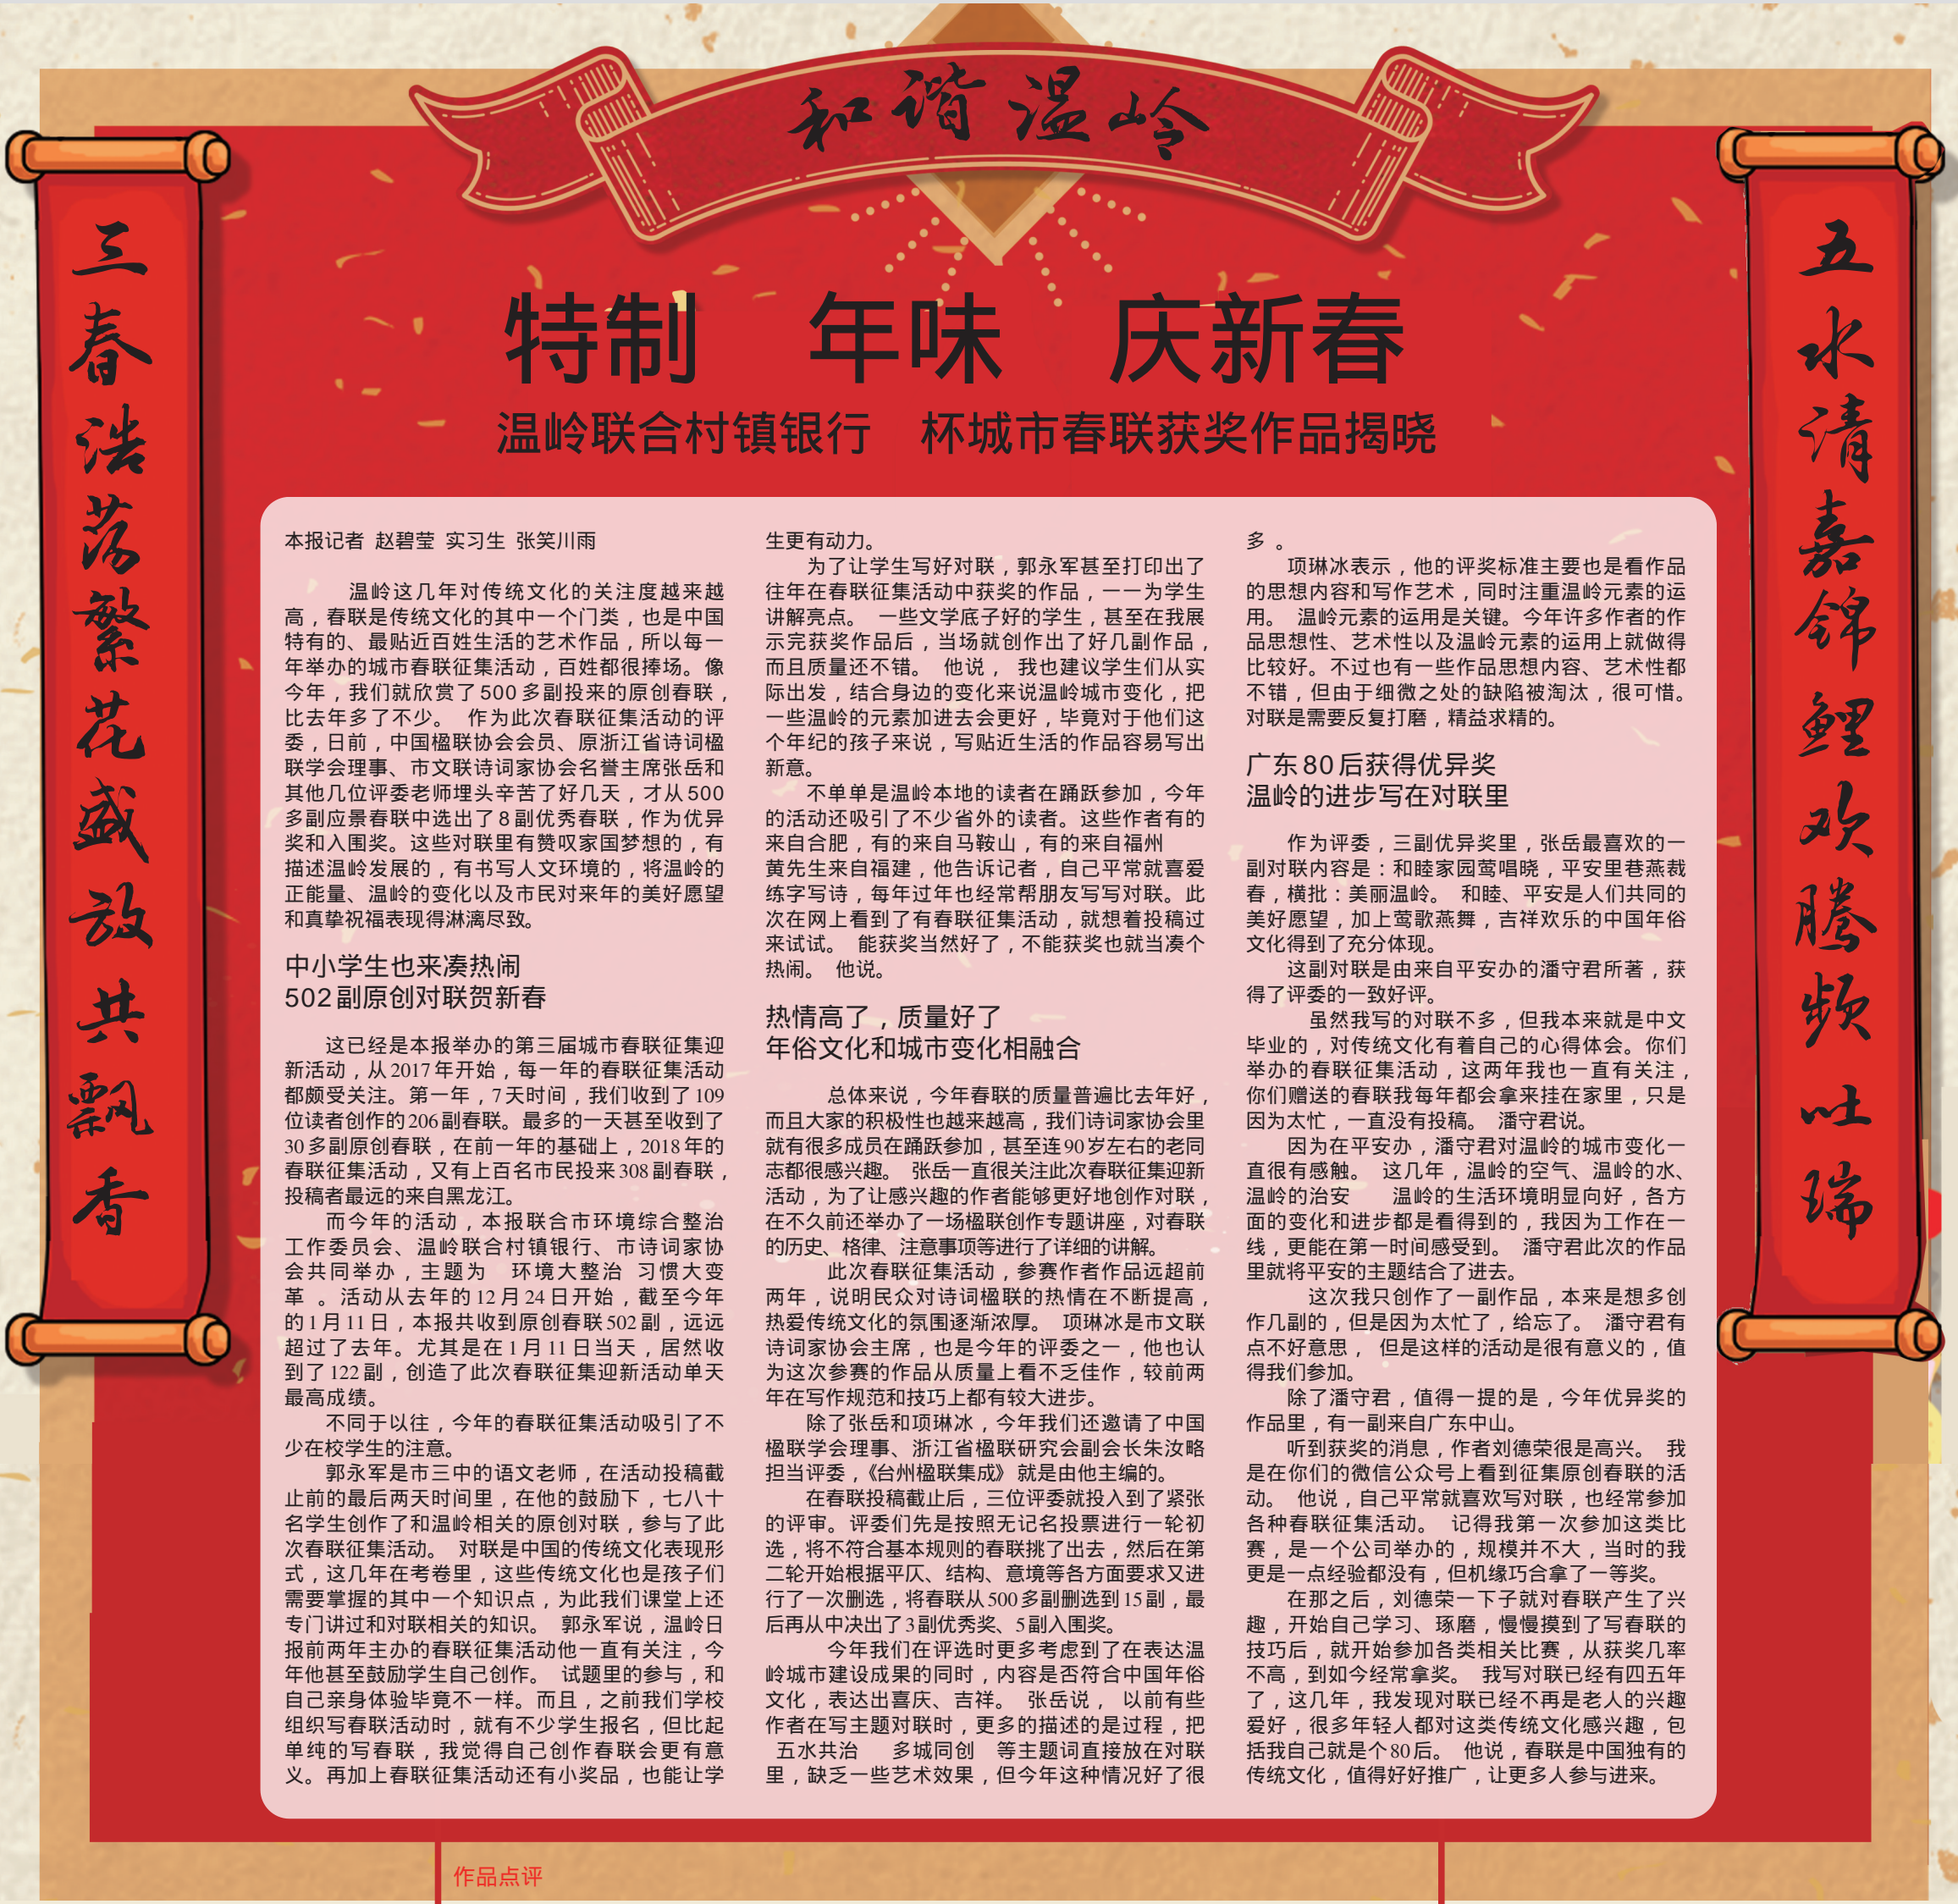 和谐温岭
三春浩荡繁花盛放共飘香
五水清嘉锦鲤欢腾频吐瑞
特制 年味 庆新春
温岭联合村镇银行 杯城市春联获奖作品揭晓
本报记者 赵碧莹 实习生 张笑川雨
温岭这几年对传统文化的关注度越来越
高，春联是传统文化的其中一个门类，也是中国
特有的、最贴近百姓生活的艺术作品，所以每一
年举办的城市春联征集活动，百姓都很捧场。像
今年，我们就欣赏了500多副投来的原创春联，
比去年多了不少。 作为此次春联征集活动的评
委，日前，中国楹联协会会员、原浙江省诗词楹
联学会理事、市文联诗词家协会名誉主席张岳和
其他几位评委老师埋头辛苦了好几天，才从500
多副应景春联中选出了8副优秀春联，作为优异
奖和入围奖。这些对联里有赞叹家国梦想的，有
描述温岭发展的，有书写人文环境的，将温岭的
正能量、温岭的变化以及市民对来年的美好愿望
和真挚祝福表现得淋漓尽致。
中小学生也来凑热闹
502副原创对联贺新春
这已经是本报举办的第三届城市春联征集迎
新活动，从2017年开始，每一年的春联征集活动
都颇受关注。第一年，7天时间，我们收到了109
位读者创作的206副春联。最多的一天甚至收到了
30多副原创春联，在前一年的基础上，2018年的
春联征集活动，又有上百名市民投来308副春联，
投稿者最远的来自黑龙江。
而今年的活动，本报联合市环境综合整治
工作委员会、温岭联合村镇银行、市诗词家协
会共同举办，主题为 环境大整治 习惯大变
革 。活动从去年的12月24日开始，截至今年
的1月11日，本报共收到原创春联502副，远远
超过了去年。尤其是在1月11日当天，居然收
到了122副，创造了此次春联征集迎新活动单天
最高成绩。
不同于以往，今年的春联征集活动吸引了不
少在校学生的注意。
郭永军是市三中的语文老师，在活动投稿截
止前的最后两天时间里，在他的鼓励下，七八十
名学生创作了和温岭相关的原创对联，参与了此
次春联征集活动。 对联是中国的传统文化表现形
式，这几年在考卷里，这些传统文化也是孩子们
需要掌握的其中一个知识点，为此我们课堂上还
专门讲过和对联相关的知识。 郭永军说，温岭日
报前两年主办的春联征集活动他一直有关注，今
年他甚至鼓励学生自己创作。 试题里的参与，和
自己亲身体验毕竟不一样。而且，之前我们学校
组织写春联活动时，就有不少学生报名，但比起
单纯的写春联，我觉得自己创作春联会更有意
义。再加上春联征集活动还有小奖品，也能让学
生更有动力。
为了让学生写好对联，郭永军甚至打印出了
往年在春联征集活动中获奖的作品，一一为学生
讲解亮点。 一些文学底子好的学生，甚至在我展
示完获奖作品后，当场就创作出了好几副作品，
而且质量还不错。 他说， 我也建议学生们从实
际出发，结合身边的变化来说温岭城市变化，把
一些温岭的元素加进去会更好，毕竟对于他们这
个年纪的孩子来说，写贴近生活的作品容易写出
新意。
不单单是温岭本地的读者在踊跃参加，今年
的活动还吸引了不少省外的读者。这些作者有的
来自合肥，有的来自马鞍山，有的来自福州
黄先生来自福建，他告诉记者，自己平常就喜爱
练字写诗，每年过年也经常帮朋友写写对联。此
次在网上看到了有春联征集活动，就想着投稿过
来试试。 能获奖当然好了，不能获奖也就当凑个
热闹。 他说。
热情高了，质量好了
年俗文化和城市变化相融合
总体来说，今年春联的质量普遍比去年好，
而且大家的积极性也越来越高，我们诗词家协会里
就有很多成员在踊跃参加，甚至连90岁左右的老同
志都很感兴趣。 张岳一直很关注此次春联征集迎新
活动，为了让感兴趣的作者能够更好地创作对联，
在不久前还举办了一场楹联创作专题讲座，对春联
的历史、格律、注意事项等进行了详细的讲解。
此次春联征集活动，参赛作者作品远超前
两年，说明民众对诗词楹联的热情在不断提高，
热爱传统文化的氛围逐渐浓厚。 项琳冰是市文联
诗词家协会主席，也是今年的评委之一，他也认
为这次参赛的作品从质量上看不乏佳作，较前两
年在写作规范和技巧上都有较大进步。
除了张岳和项琳冰，今年我们还邀请了中国
楹联学会理事、浙江省楹联研究会副会长朱汝略
担当评委，《台州楹联集成》就是由他主编的。
在春联投稿截止后，三位评委就投入到了紧张
的评审。评委们先是按照无记名投票进行一轮初
选，将不符合基本规则的春联挑了出去，然后在第
二轮开始根据平仄、结构、意境等各方面要求又进
行了一次删选，将春联从500多副删选到15副，最
后再从中决出了3副优秀奖、5副入围奖。
今年我们在评选时更多考虑到了在表达温
岭城市建设成果的同时，内容是否符合中国年俗
文化，表达出喜庆、吉祥。 张岳说， 以前有些
作者在写主题对联时，更多的描述的是过程，把
五水共治 多城同创 等主题词直接放在对联
里，缺乏一些艺术效果，但今年这种情况好了很
多 。
项琳冰表示，他的评奖标准主要也是看作品
的思想内容和写作艺术，同时注重温岭元素的运
用。 温岭元素的运用是关键。今年许多作者的作
品思想性、艺术性以及温岭元素的运用上就做得
比较好。不过也有一些作品思想内容、艺术性都
不错，但由于细微之处的缺陷被淘汰，很可惜。
对联是需要反复打磨，精益求精的。
广东80后获得优异奖
温岭的进步写在对联里
作为评委，三副优异奖里，张岳最喜欢的一
副对联内容是：和睦家园莺唱晓，平安里巷燕裁
春，横批：美丽温岭。 和睦、平安是人们共同的
美好愿望，加上莺歌燕舞，吉祥欢乐的中国年俗
文化得到了充分体现。
这副对联是由来自平安办的潘守君所著，获
得了评委的一致好评。
虽然我写的对联不多，但我本来就是中文
毕业的，对传统文化有着自己的心得体会。你们
举办的春联征集活动，这两年我也一直有关注，
你们赠送的春联我每年都会拿来挂在家里，只是
因为太忙，一直没有投稿。 潘守君说。
因为在平安办，潘守君对温岭的城市变化一
直很有感触。 这几年，温岭的空气、温岭的水、
温岭的治安 温岭的生活环境明显向好，各方
面的变化和进步都是看得到的，我因为工作在一
线，更能在第一时间感受到。 潘守君此次的作品
里就将平安的主题结合了进去。
这次我只创作了一副作品，本来是想多创
作几副的，但是因为太忙了，给忘了。 潘守君有
点不好意思， 但是这样的活动是很有意义的，值
得我们参加。
除了潘守君，值得一提的是，今年优异奖的
作品里，有一副来自广东中山。
听到获奖的消息，作者刘德荣很是高兴。 我
是在你们的微信公众号上看到征集原创春联的活
动。 他说，自己平常就喜欢写对联，也经常参加
各种春联征集活动。 记得我第一次参加这类比
赛，是一个公司举办的，规模并不大，当时的我
更是一点经验都没有，但机缘巧合拿了一等奖。
在那之后，刘德荣一下子就对春联产生了兴
趣，开始自己学习、琢磨，慢慢摸到了写春联的
技巧后，就开始参加各类相关比赛，从获奖几率
不高，到如今经常拿奖。 我写对联已经有四五年
了，这几年，我发现对联已经不再是老人的兴趣
爱好，很多年轻人都对这类传统文化感兴趣，包
括我自己就是个80后。 他说，春联是中国独有的
传统文化，值得好好推广，让更多人参与进来。
作品点评